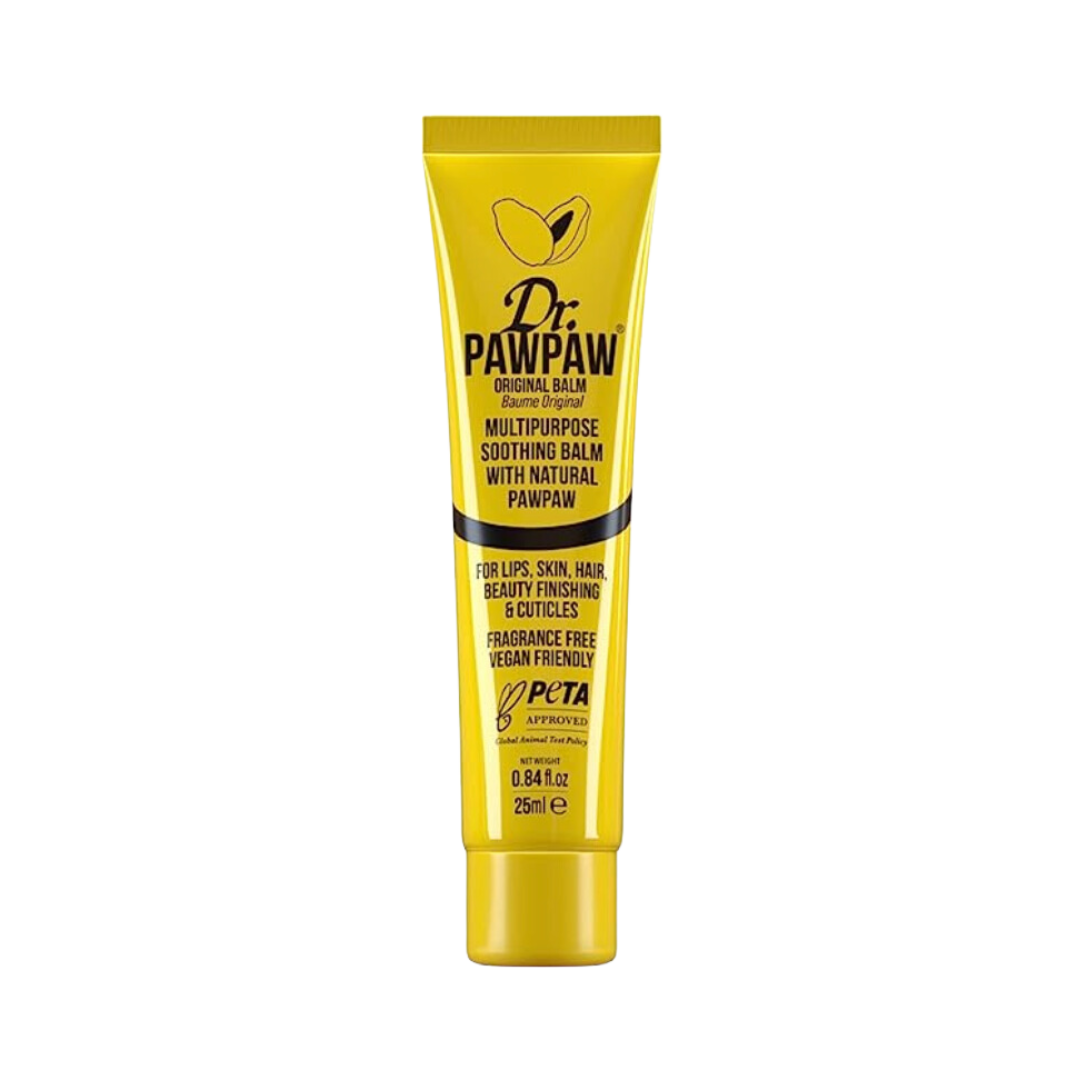 Dr.
PAWPAW®
ORIGINAL BALM
Baume Original
MULTIPURPOSE
SOOTHING BALM
WITH NATURAL
PAWPAW
FOR LIPS, SKIN, HAIR,
BEAUTY FINISHING
& CUTICLES
FRAGRANCE FREE
VEGAN FRIENDLY
PeTA
APPROVED
Global Animal Test Policy
NET WEIGHT
0.84 fl.oz
25ml ℮